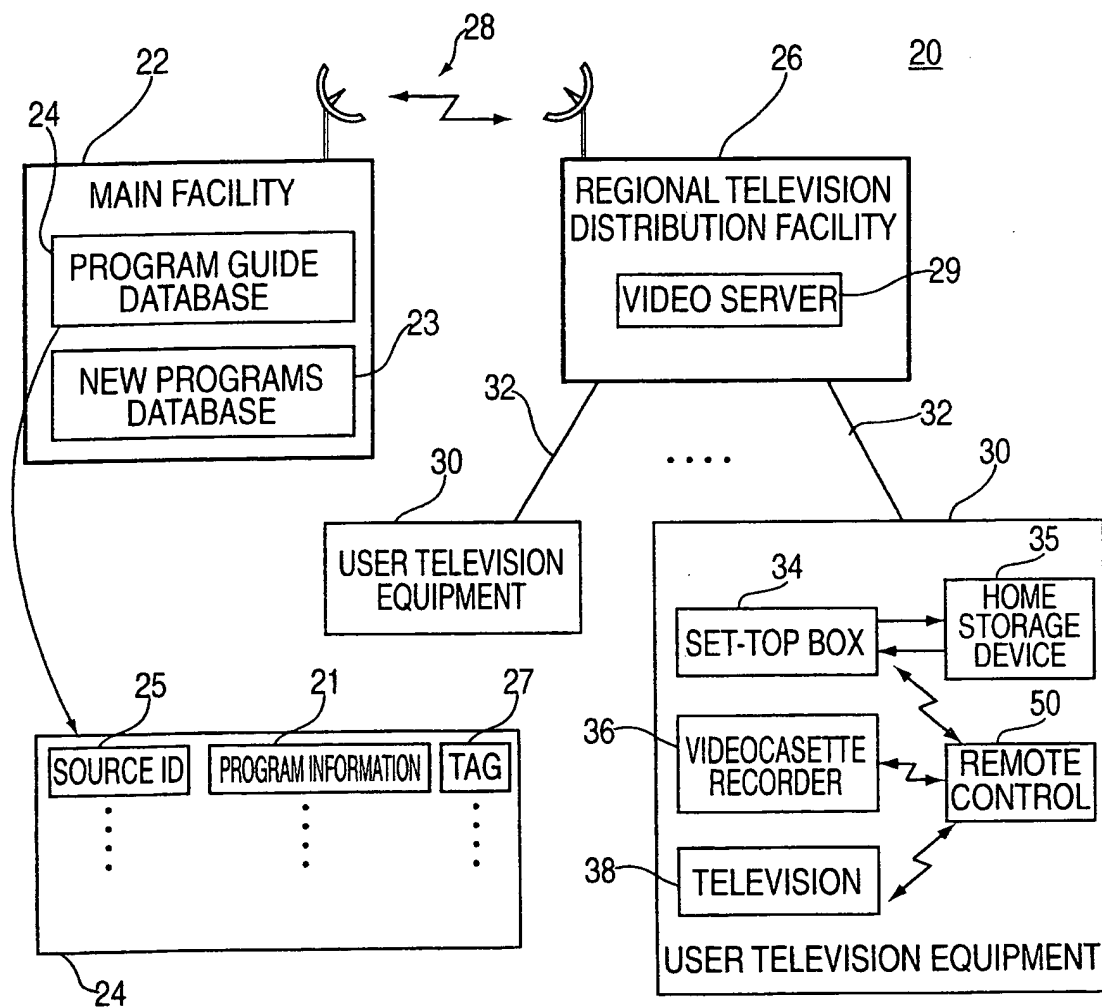 28
20
22
26
24
MAIN FACILITY
PROGRAM GUIDE
DATABASE
23
NEW PROGRAMS
DATABASE
REGIONAL TELEVISION
DISTRIBUTION FACILITY
29
VIDEO SERVER
32
32
30
USER TELEVISION
EQUIPMENT
30
34
SET-TOP BOX
35
HOME
STORAGE
DEVICE
36
VIDEOCASETTE
RECORDER
50
REMOTE
CONTROL
38
TELEVISION
USER TELEVISION EQUIPMENT
25
21
27
SOURCE ID
PROGRAM INFORMATION
TAG
24